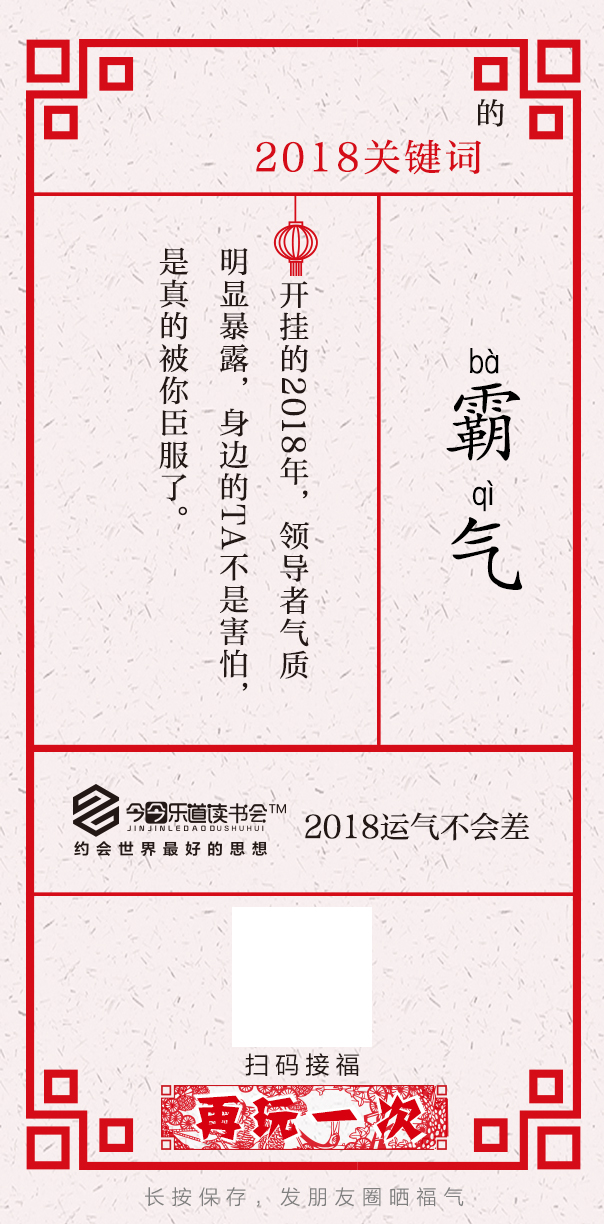 的
2018关键词
bà
霸
qì
气
开挂的2018年，领导者气质
明显暴露，身边的TA不是害怕，
是真的被你臣服了。
今今乐道读书会TM
JINJINLEDAODUSHUHUI
约会世界最好的思想
2018运气不会差
扫码接福
再玩一次
长按保存，发朋友圈晒福气